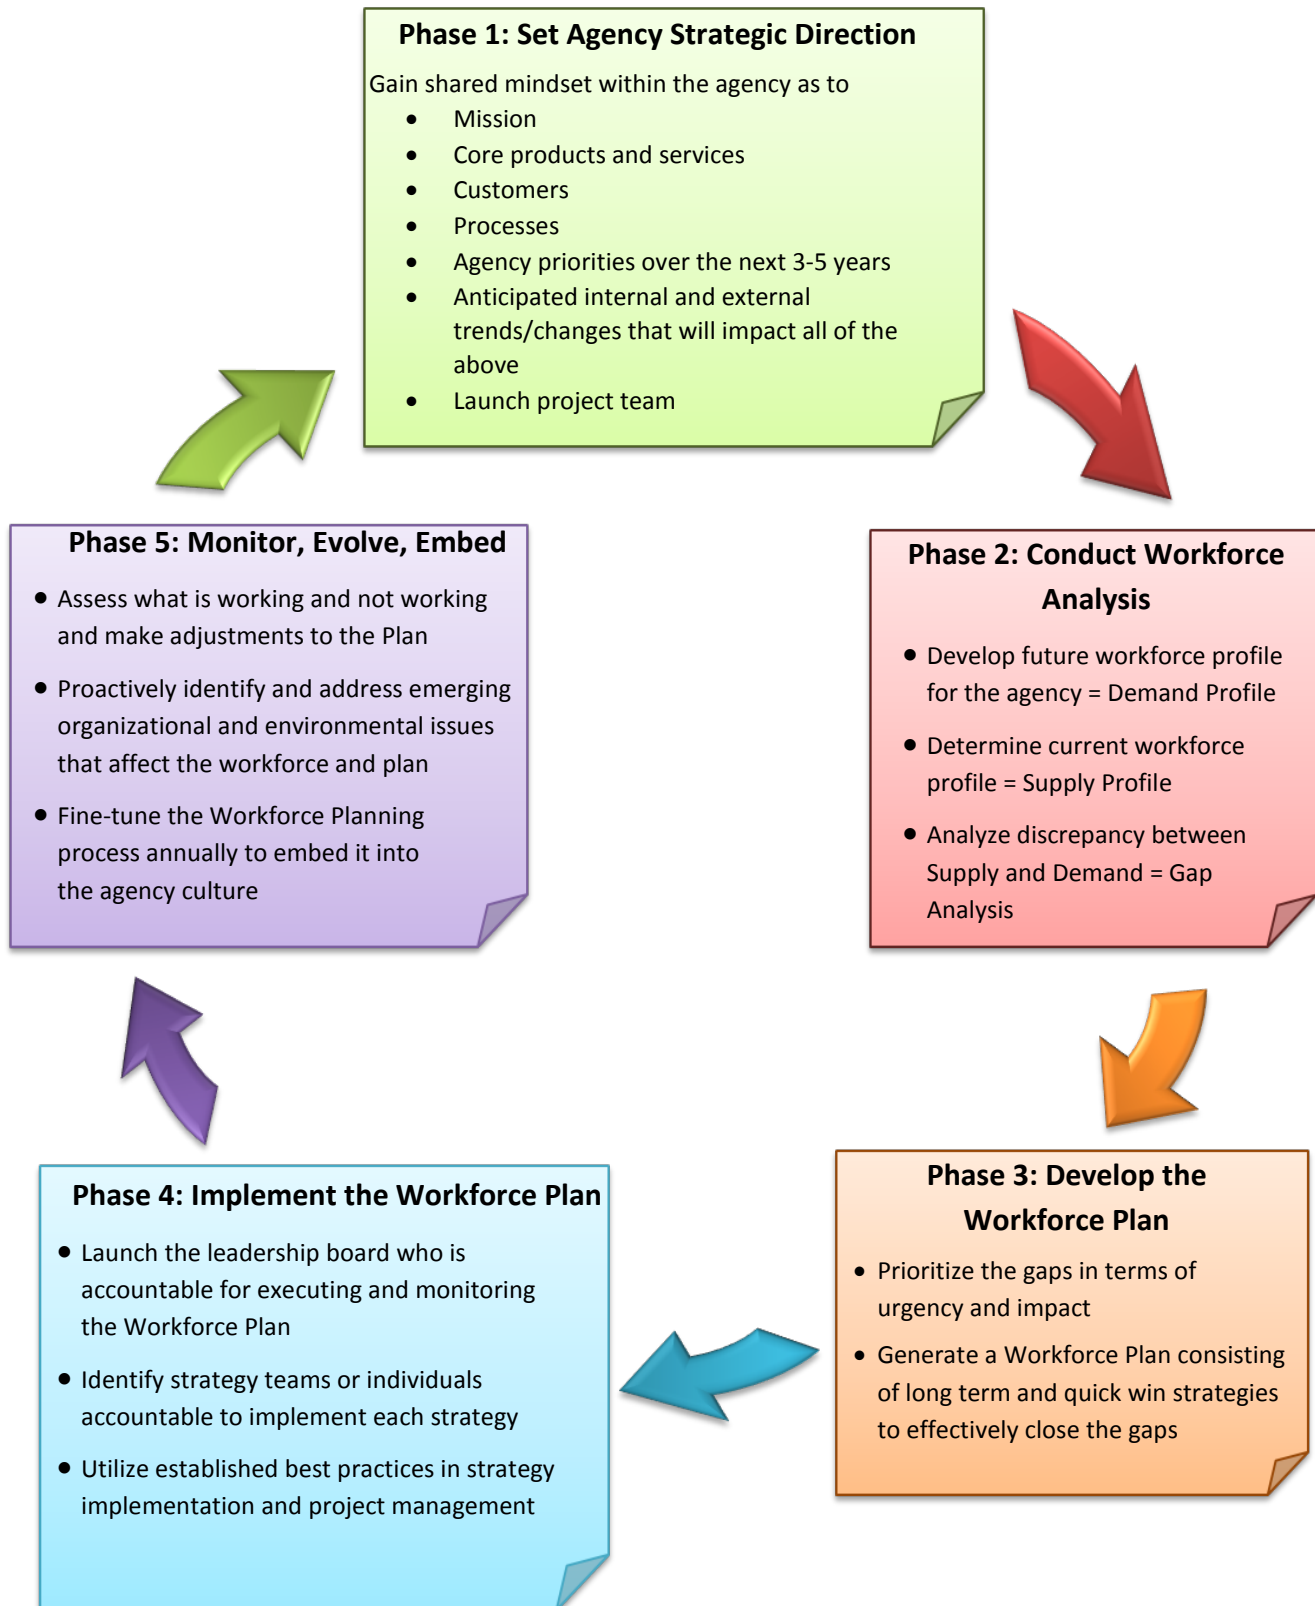 Phase 1: Set Agency Strategic Direction
Gain shared mindset within the agency as to
• Mission
• Core products and services
• Customers
• Processes
• Agency priorities over the next 3-5 years
• Anticipated internal and external
trends/changes that will impact all of the
above
• Launch project team
Phase 2: Conduct Workforce
Analysis
• Develop future workforce profile
for the agency = Demand Profile
• Determine current workforce
profile = Supply Profile
• Analyze discrepancy between
Supply and Demand = Gap
Analysis
Phase 3: Develop the
Workforce Plan
• Prioritize the gaps in terms of
urgency and impact
• Generate a Workforce Plan consisting
of long term and quick win strategies
to effectively close the gaps
Phase 4: Implement the Workforce Plan
• Launch the leadership board who is
accountable for executing and monitoring
the Workforce Plan
• Identify strategy teams or individuals
accountable to implement each strategy
• Utilize established best practices in strategy
implementation and project management
Phase 5: Monitor, Evolve, Embed
• Assess what is working and not working
and make adjustments to the Plan
• Proactively identify and address emerging
organizational and environmental issues
that affect the workforce and plan
• Fine-tune the Workforce Planning
process annually to embed it into
the agency culture